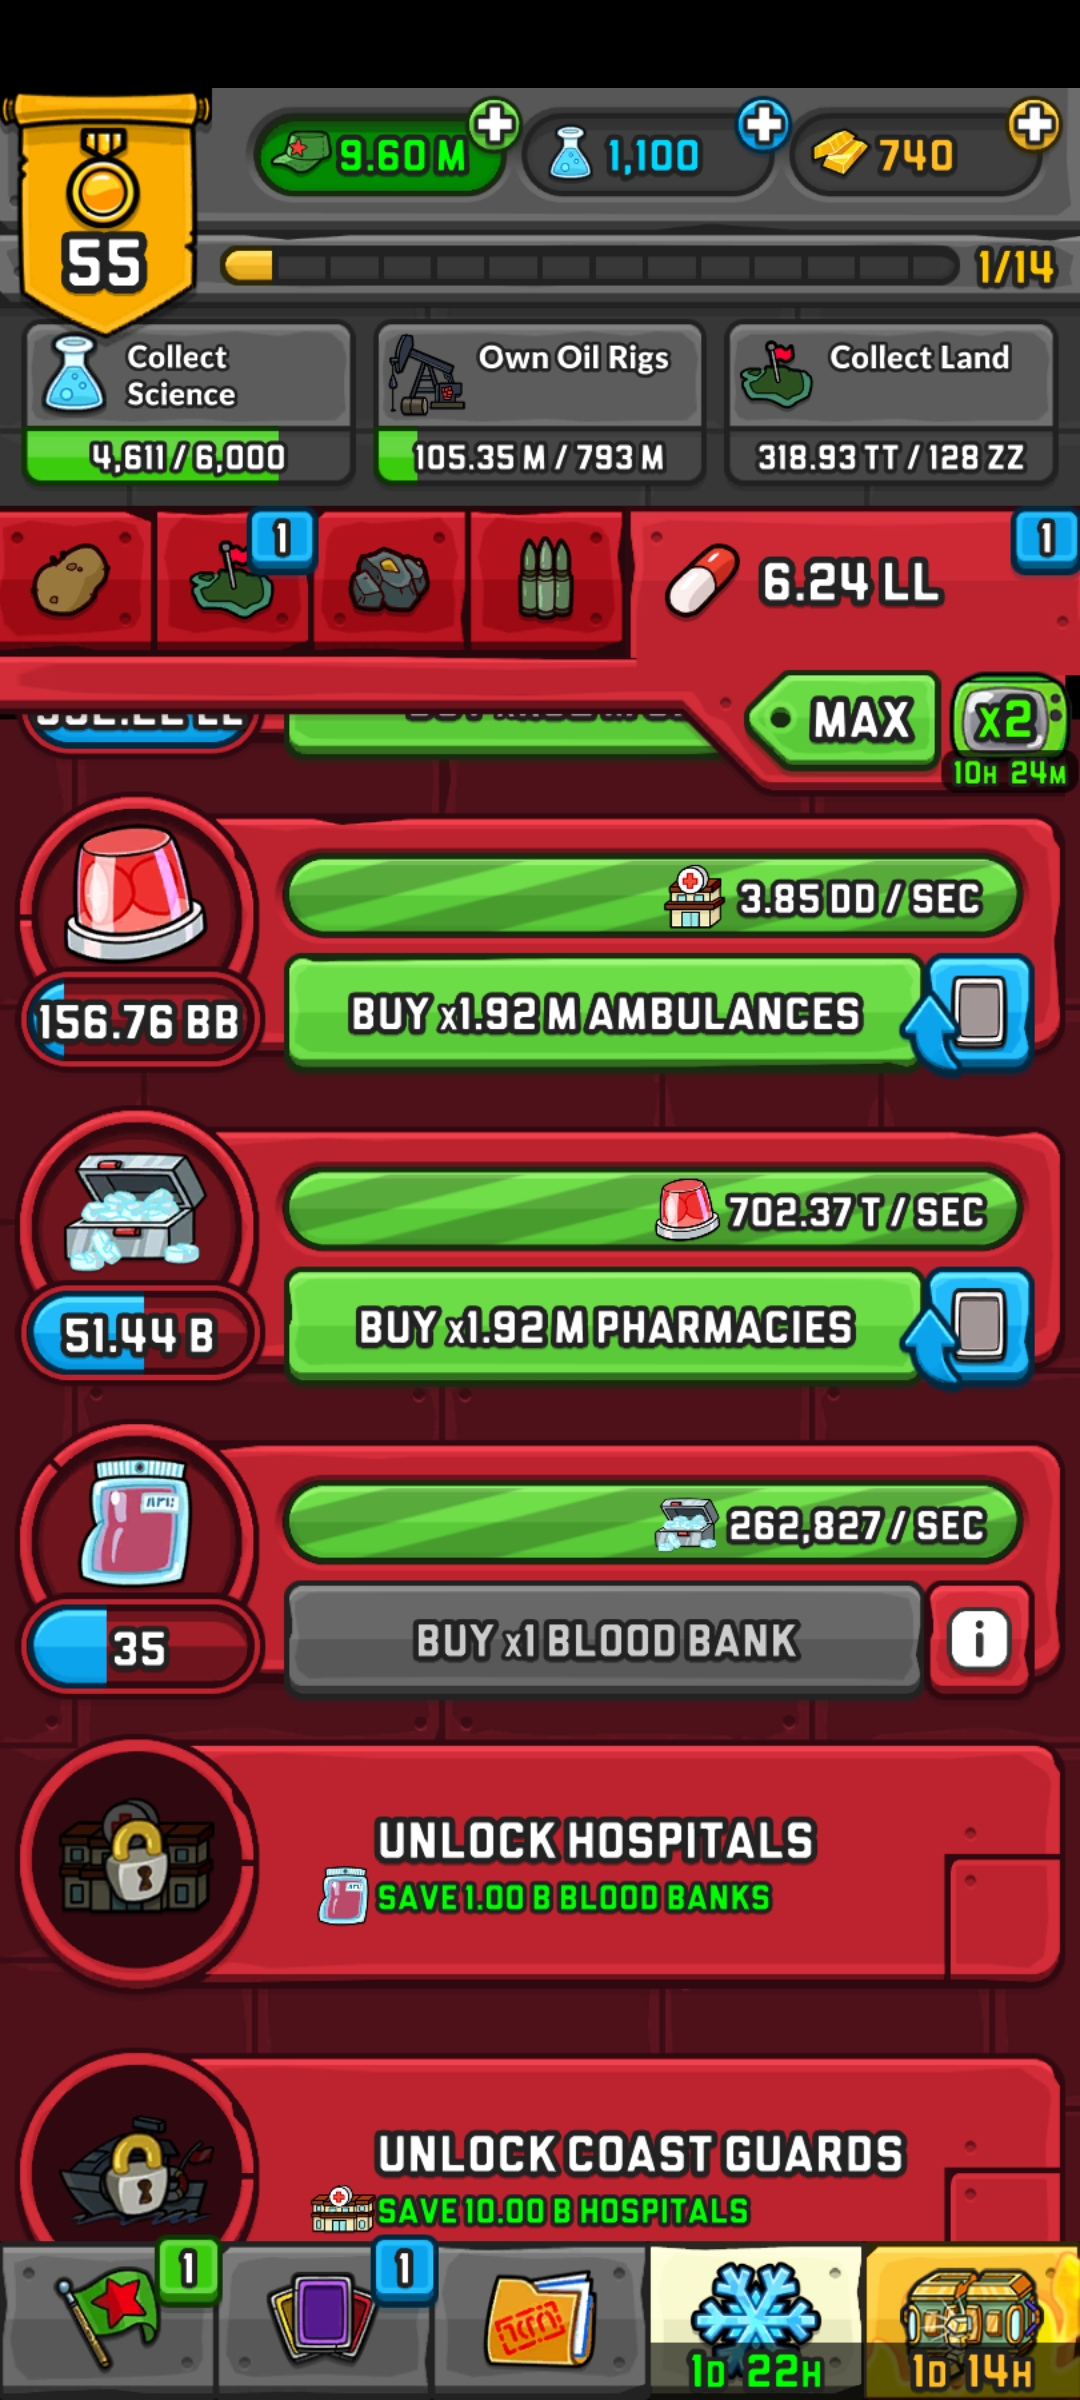 9.60 M
1,100
740
55
1/14
Collect
Science
4,611 / 6,000
Own Oil Rigs
105.35 M / 793 M
Collect Land
318.93 TT / 128 ZZ
1
6.24 LL
1
MAX
x2
10H 24M
3.85 DD / SEC
156.76 BB
BUY x1.92 M AMBULANCES
702.37 T / SEC
51.44 B
BUY x1.92 M PHARMACIES
262,827 / SEC
35
BUY x1 BLOOD BANK
i
UNLOCK HOSPITALS
SAVE 1.00 B BLOOD BANKS
UNLOCK COAST GUARDS
SAVE 10.00 B HOSPITALS
1
1
1D 22H
1D 14H